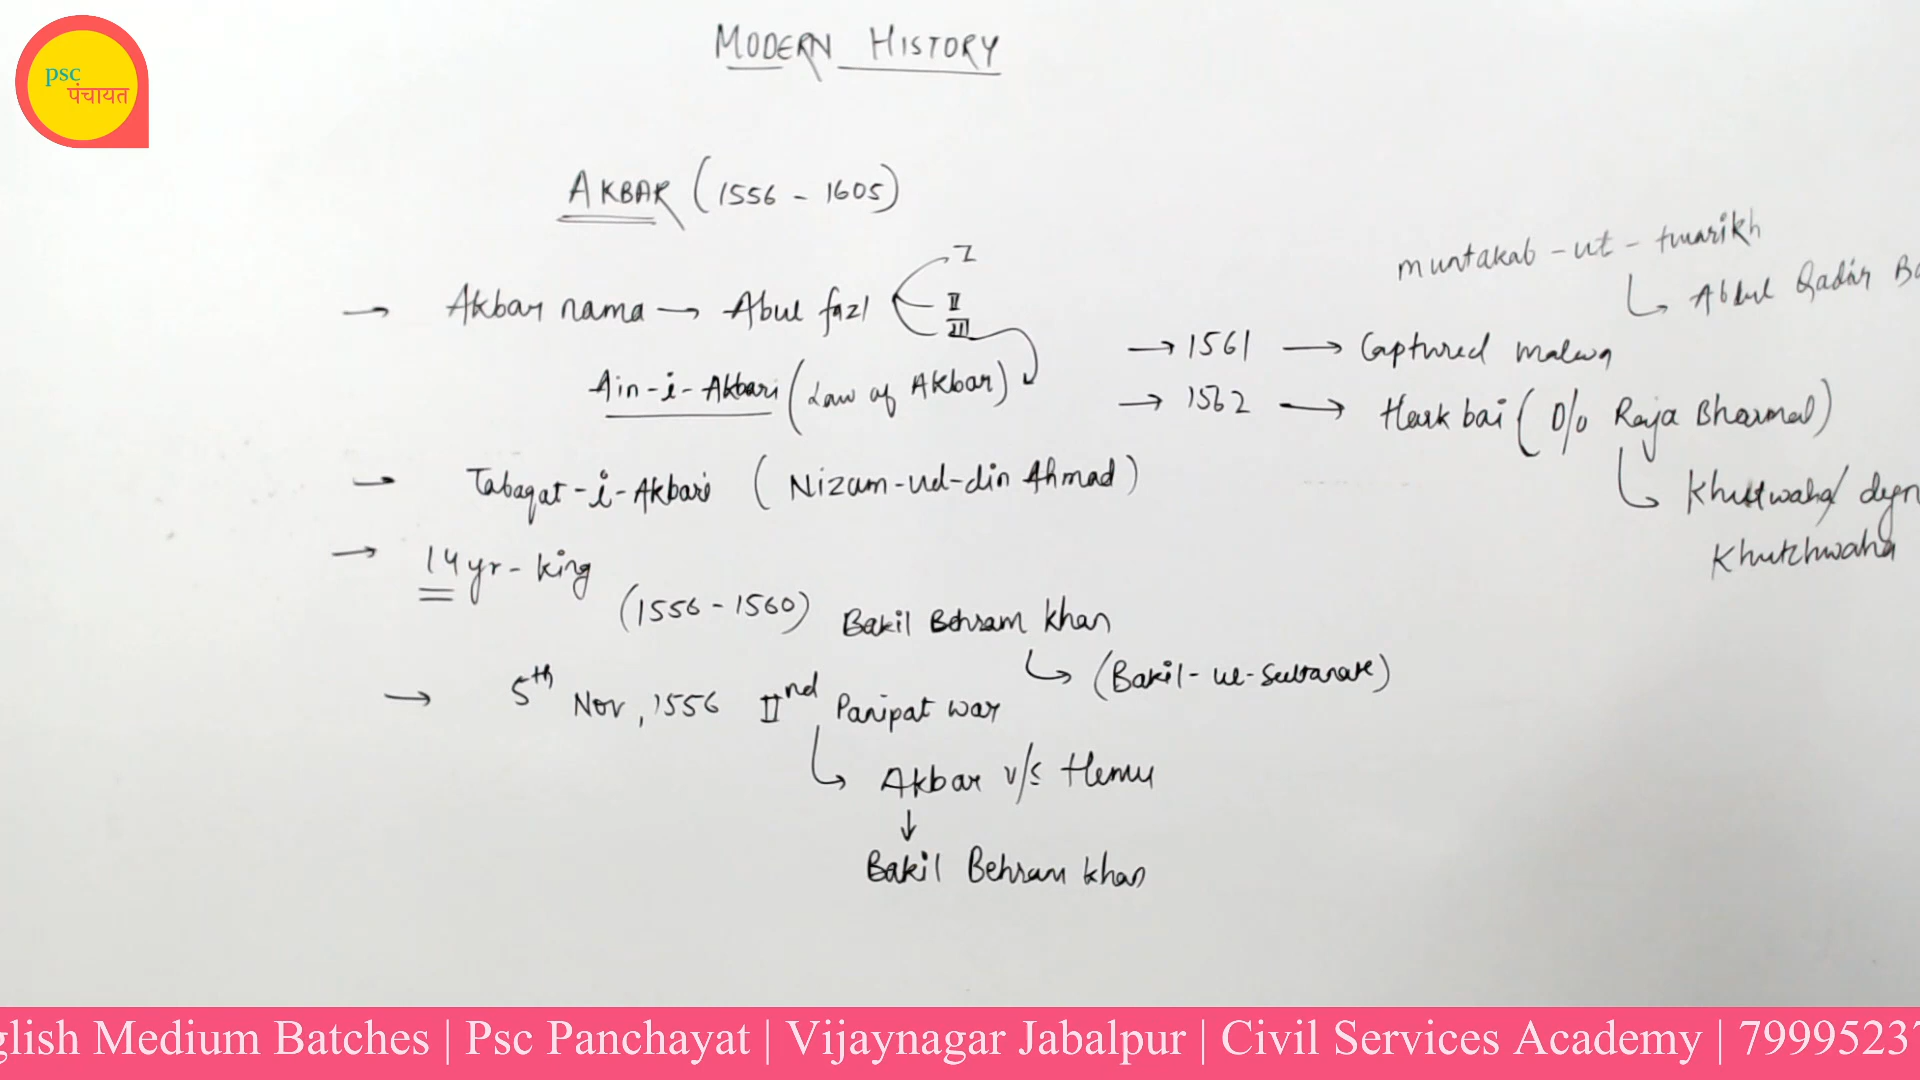 psc
पंचायत
MODERN HISTORY
AKBAR (1556 - 1605)
→ Akbar nama → Abul fazl
I
II
III
Ain-i-Akbari (Law of Akbar)
→ Tabaqat-i-Akbari (Nizam-ud-din Ahmad)
→ 14 yr - king
(1556 - 1560) Bakil Behram khan
(Bakil-ul-Sultanate)
→ 5th Nov, 1556 IInd Panipat war
Akbar v/s Hemu
↓
Bakil Behram khan
muntakab-ut-twarikh
Abdul Qadir Ba
→ 1561 → Captured malwa
→ 1562 → Hark bai (D/o Raja Bharmal)
/
Khutchwaha
glish Medium Batches | Psc Panchayat | Vijaynagar Jabalpur | Civil Services Academy | 7999523